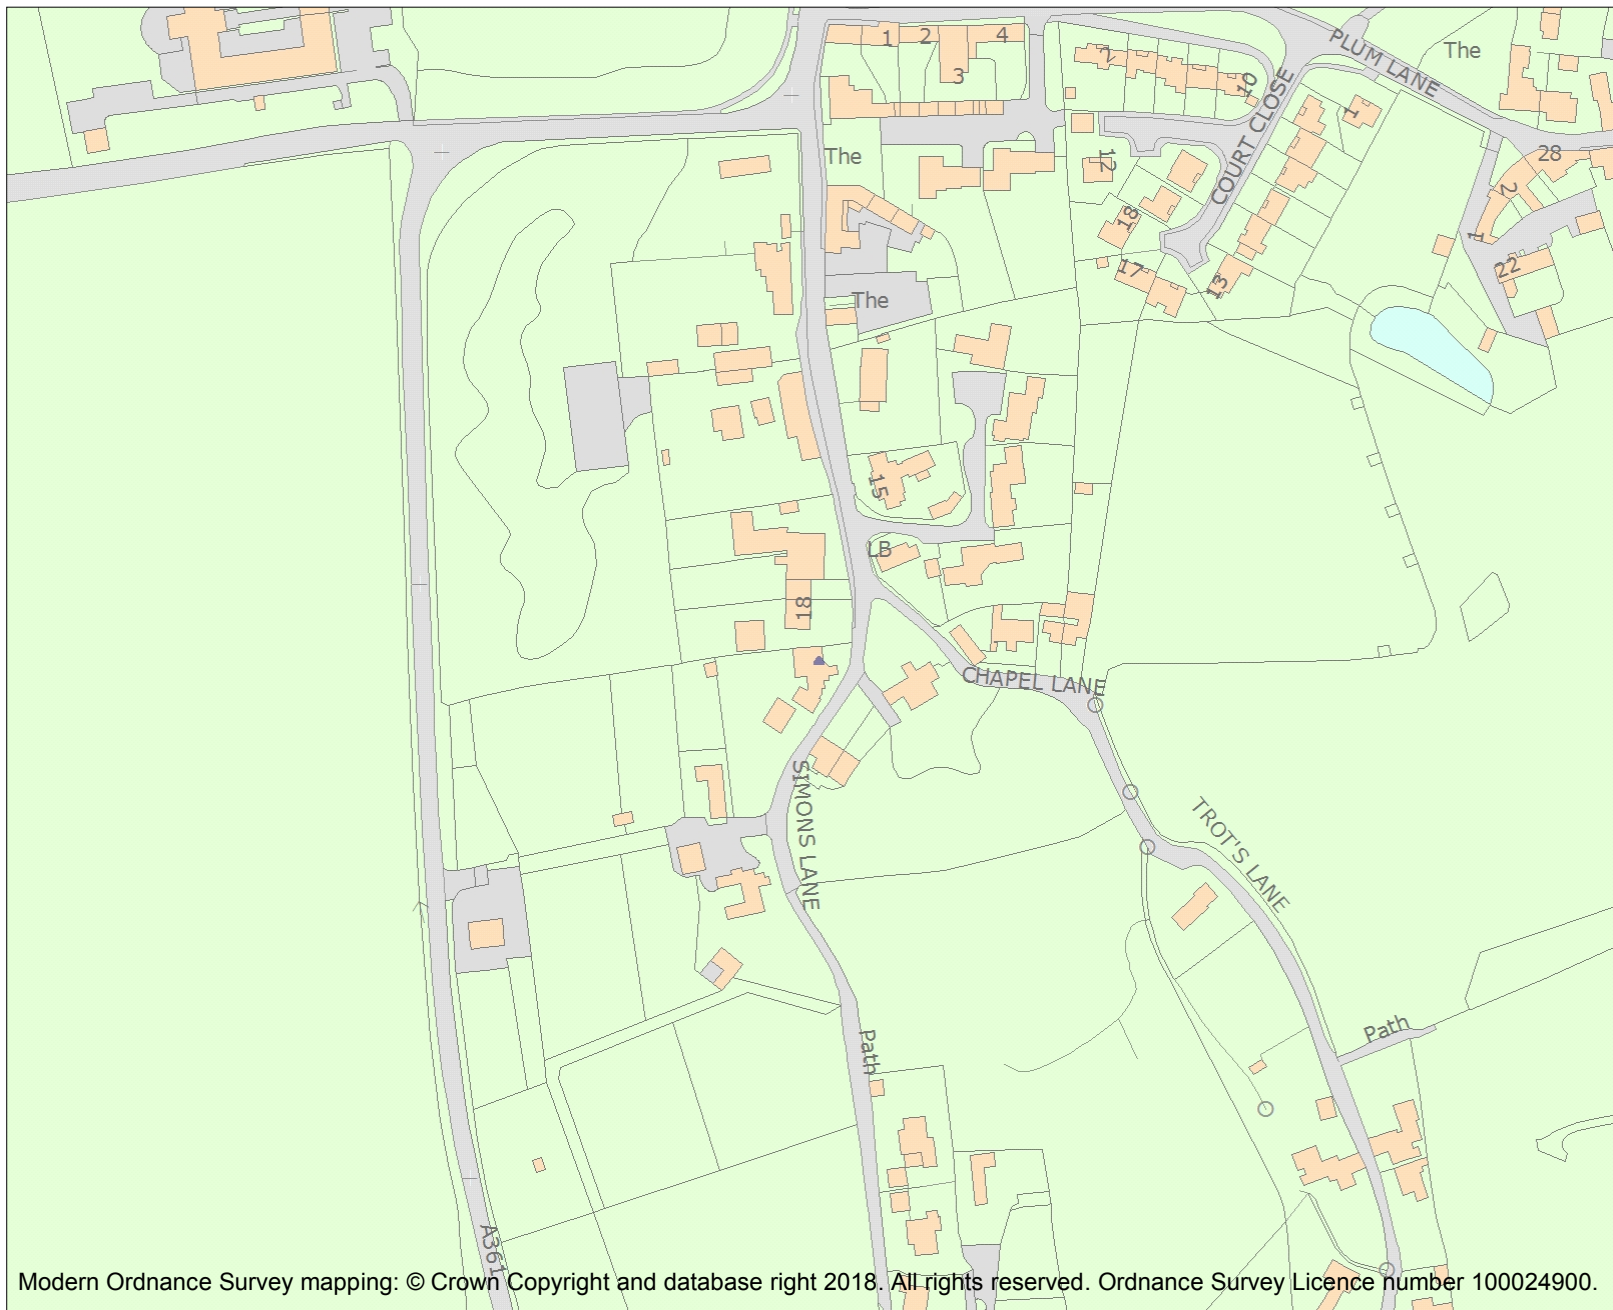 1
2
4
3
2
10
PLUM LANE
The
COURT CLOSE
1
The
12
28
2
18
1
17
13
22
The
15
LB
18
CHAPEL LANE
SIMONS LANE
TROT'S LANE
Path
Path
A361
Modern Ordnance Survey mapping: © Crown Copyright and database right 2018. All rights reserved. Ordnance Survey Licence number 100024900.